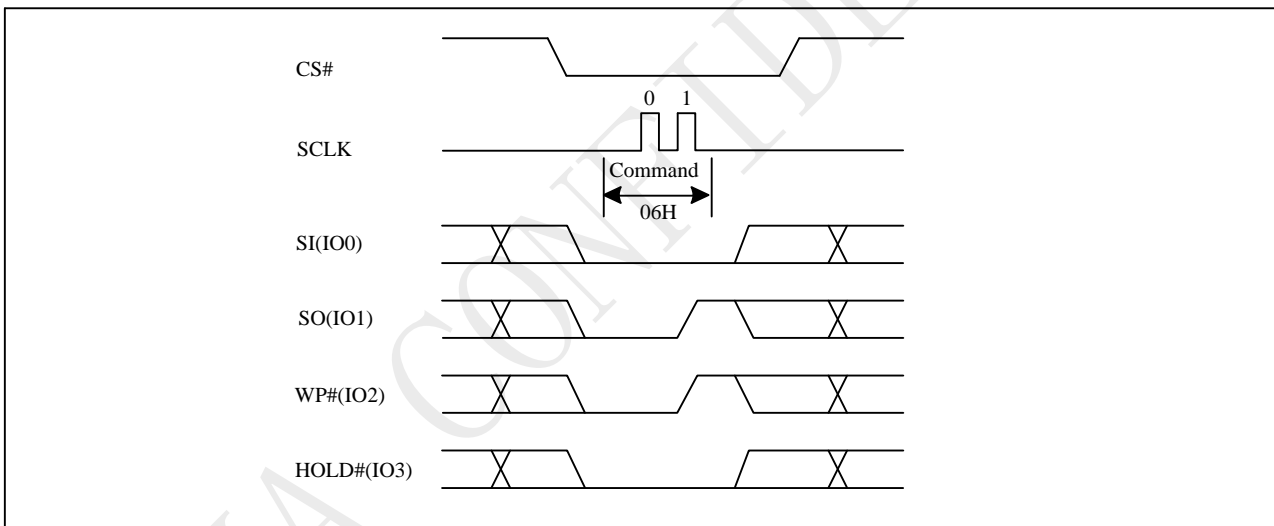 CS#
0 1
SCLK
Command
06H
SI(IO0)
SO(IO1)
WP#(IO2)
HOLD#(IO3)